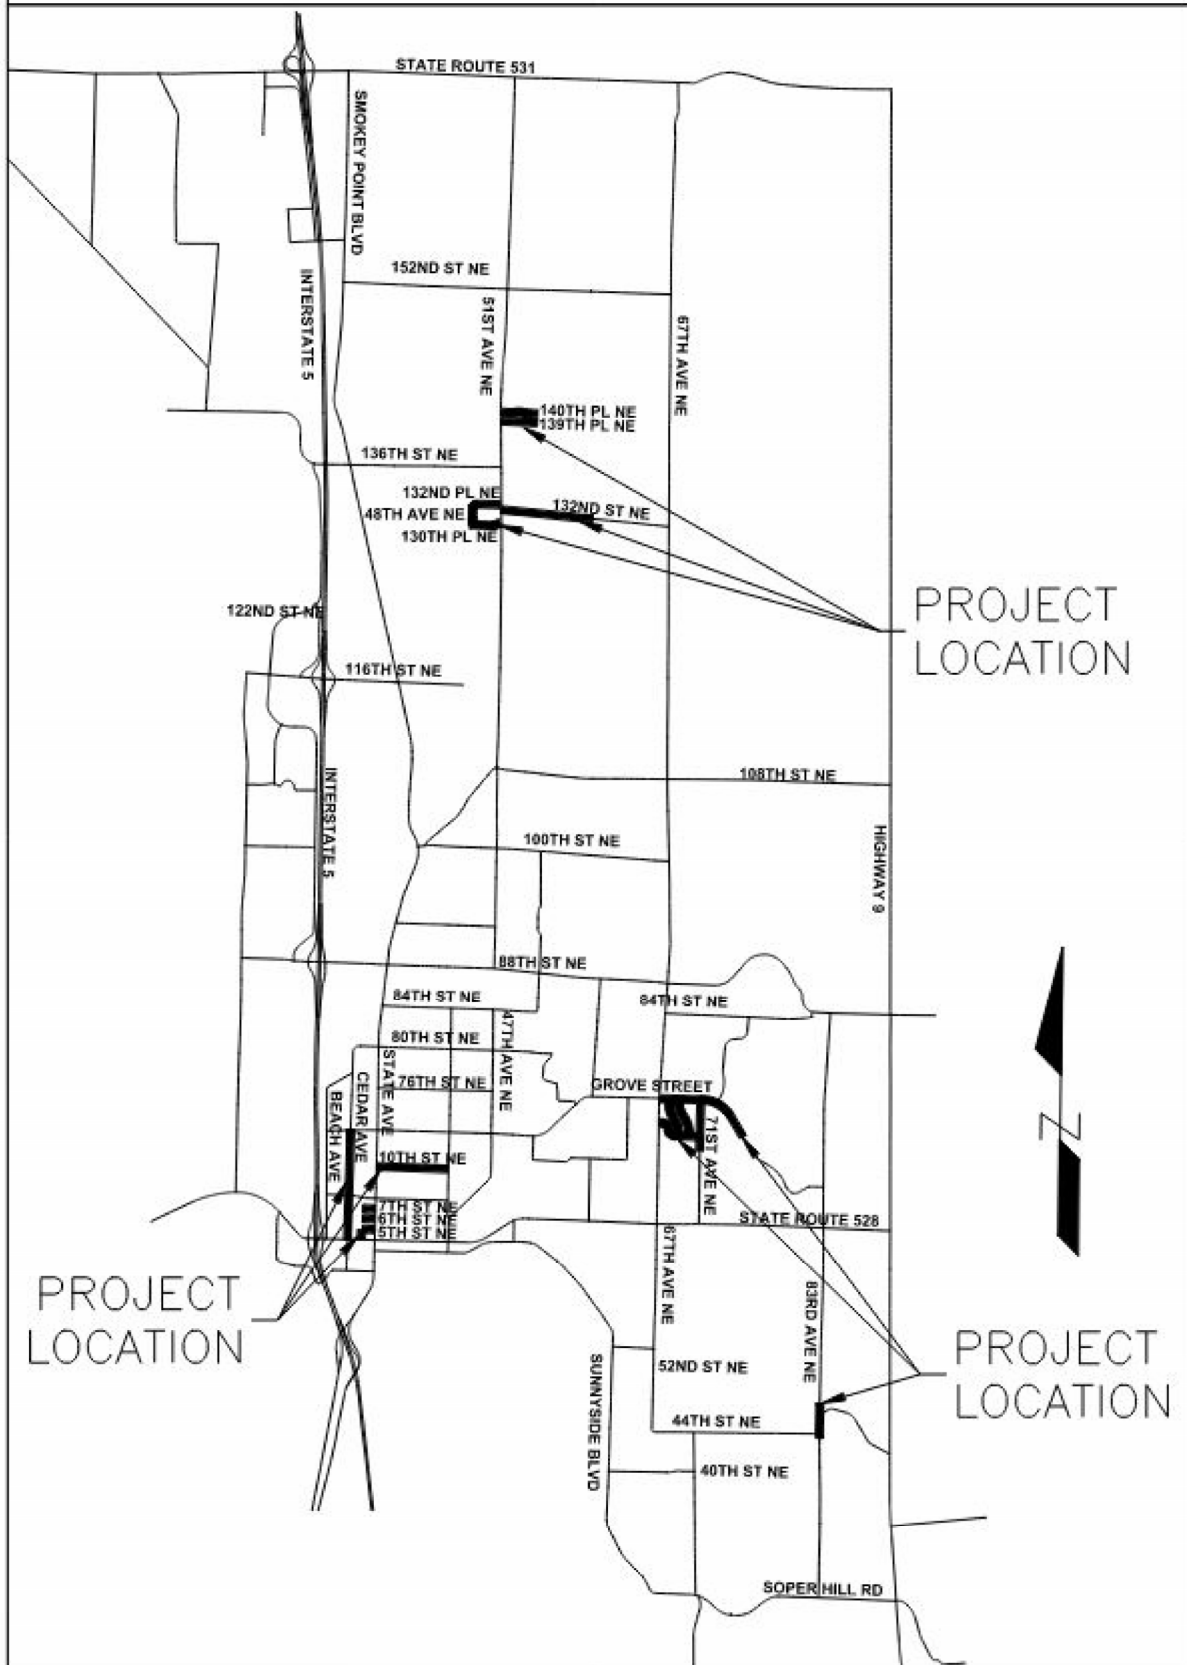 STATE ROUTE 531
SMOKEY POINT BLVD
152ND ST NE
INTERSTATE 5
51ST AVE NE
67TH AVE NE
140TH PL NE
139TH PL NE
136TH ST NE
132ND PL NE
132ND ST NE
48TH AVE NE
130TH PL NE
PROJECT
LOCATION
122ND ST NE
116TH ST NE
INTERSTATE 5
108TH ST NE
100TH ST NE
HIGHWAY 9
88TH ST NE
84TH ST NE
84TH ST NE
47TH AVE NE
80TH ST NE
STATE AVE
76TH ST NE
CEDAR AVE
BEACH AVE
GROVE STREET
71ST AVE NE
Z
10TH ST NE
7TH ST NE
6TH ST NE
5TH ST NE
STATE ROUTE 528
67TH AVE NE
83RD AVE NE
PROJECT
LOCATION
PROJECT
LOCATION
52ND ST NE
SUNNYSIDE BLVD
44TH ST NE
40TH ST NE
SOPER HILL RD